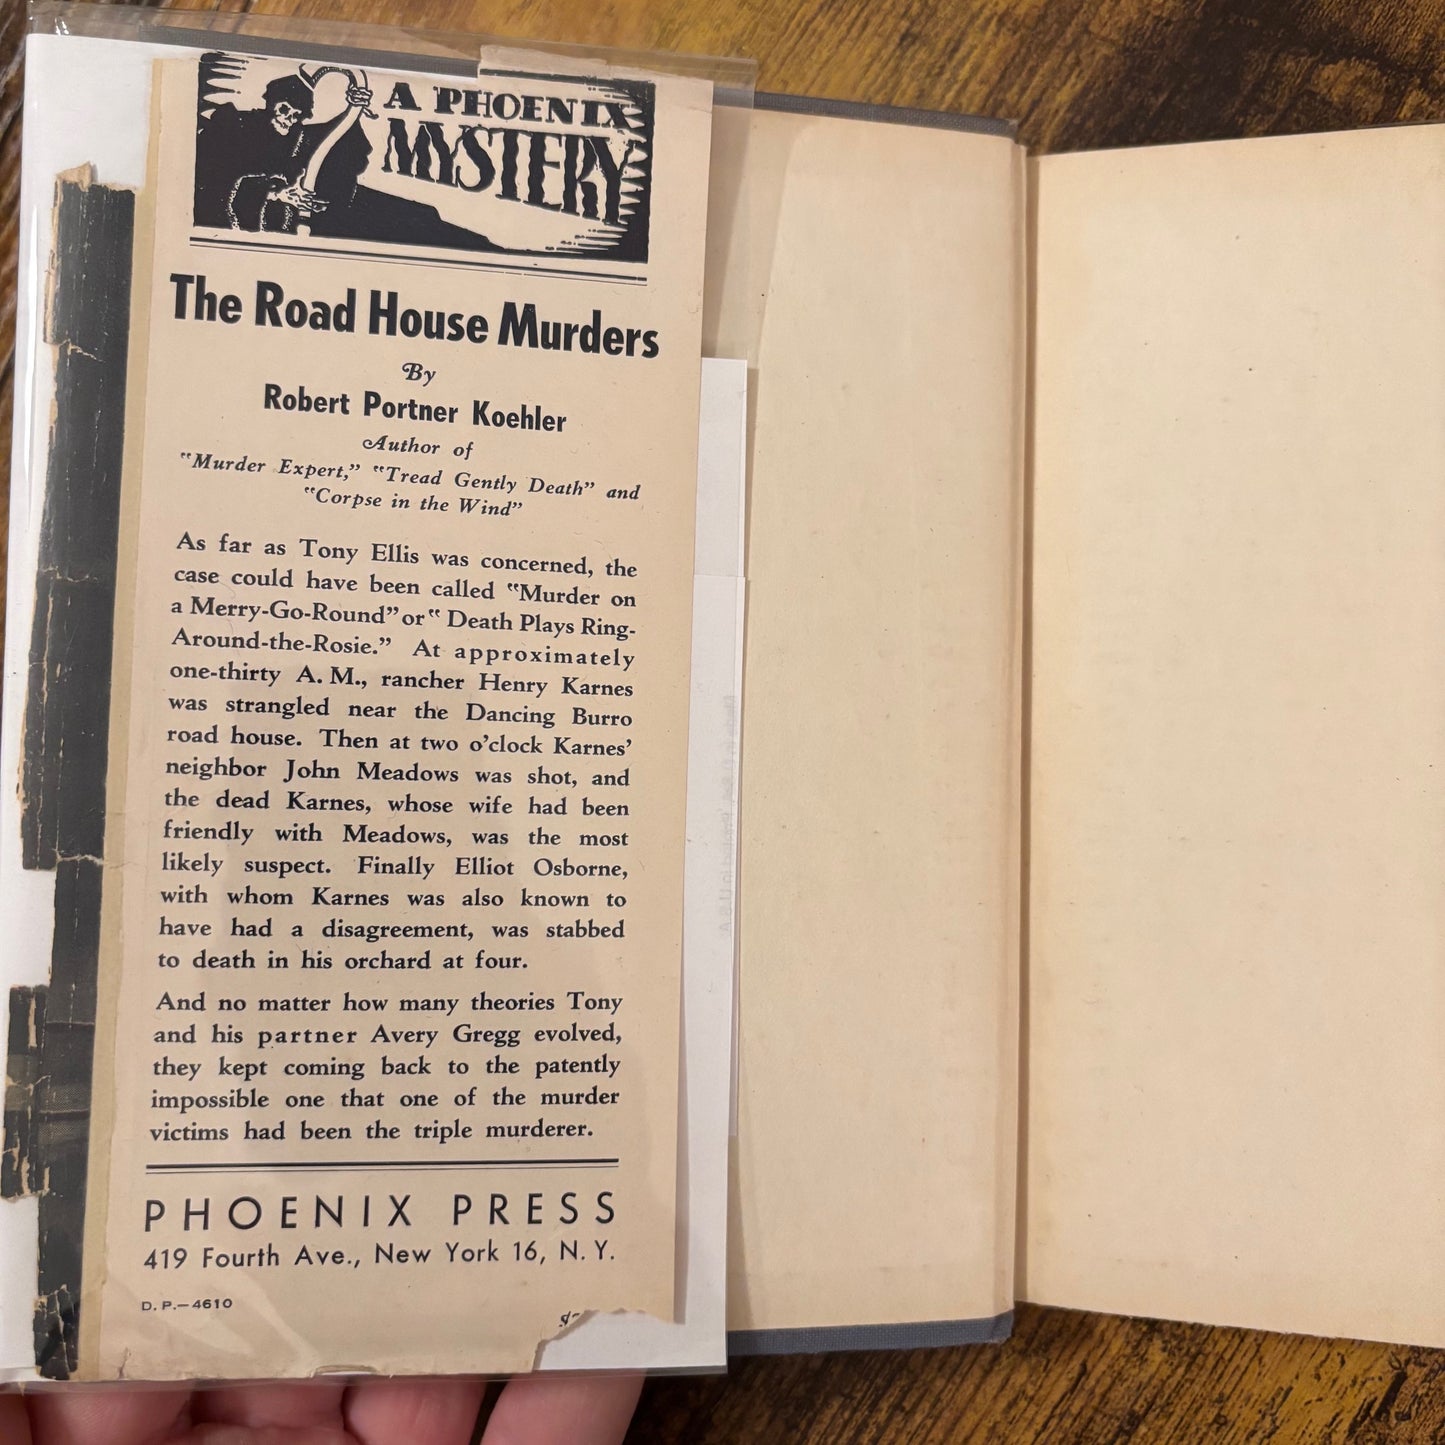 A PHOENIX
MYSTERY
The Road House Murders
By
Robert Portner Koehler
Author of
"Murder Expert," "Tread Gently Death" and
"Corpse in the Wind"
As far as Tony Ellis was concerned, the
case could have been called "Murder on
a Merry-Go-Round" or " Death Plays Ring-
Around-the-Rosie." At approximately
one-thirty A. M., rancher Henry Karnes
was strangled near the Dancing Burro
road house. Then at two o'clock Karnes'
neighbor John Meadows was shot, and
the dead Karnes, whose wife had been
friendly with Meadows, was the most
likely suspect. Finally Elliot Osborne,
with whom Karnes was also known to
have had a disagreement, was stabbed
to death in his orchard at four.
And no matter how many theories Tony
and his partner Avery Gregg evolved,
they kept coming back to the patently
impossible one that one of the murder
victims had been the triple murderer.
PHOENIX PRESS
419 Fourth Ave., New York 16, N. Y.
D. P.—4610